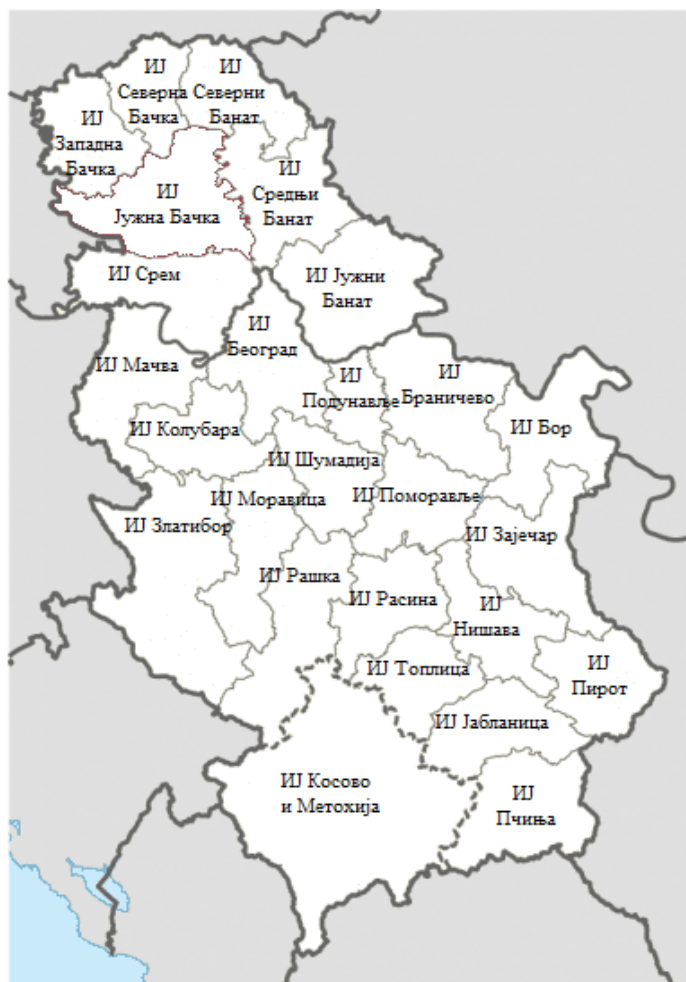 ИЈ
Северна
Бачка
ИЈ
Северни
Банат
ИЈ
Западна
Бачка
ИЈ
Средњи
Банат
ИЈ
Јужна Бачка
ИЈ Срем
ИЈ Јужни
Банат
ИЈ
Београд
ИЈ Мачва
ИЈ
Подунавље
ИЈ
Браничево
ИЈ Бор
ИЈ Колубара
ИЈ Шумадија
ИЈ Моравица
ИЈ Поморавље
ИЈ Златибор
ИЈ Зајечар
ИЈ Рашка
ИЈ Расина
ИЈ
Нишава
ИЈ Топлица
ИЈ
Пирот
ИЈ Јабланица
ИЈ Косово
и Метохија
ИЈ
Пчиња